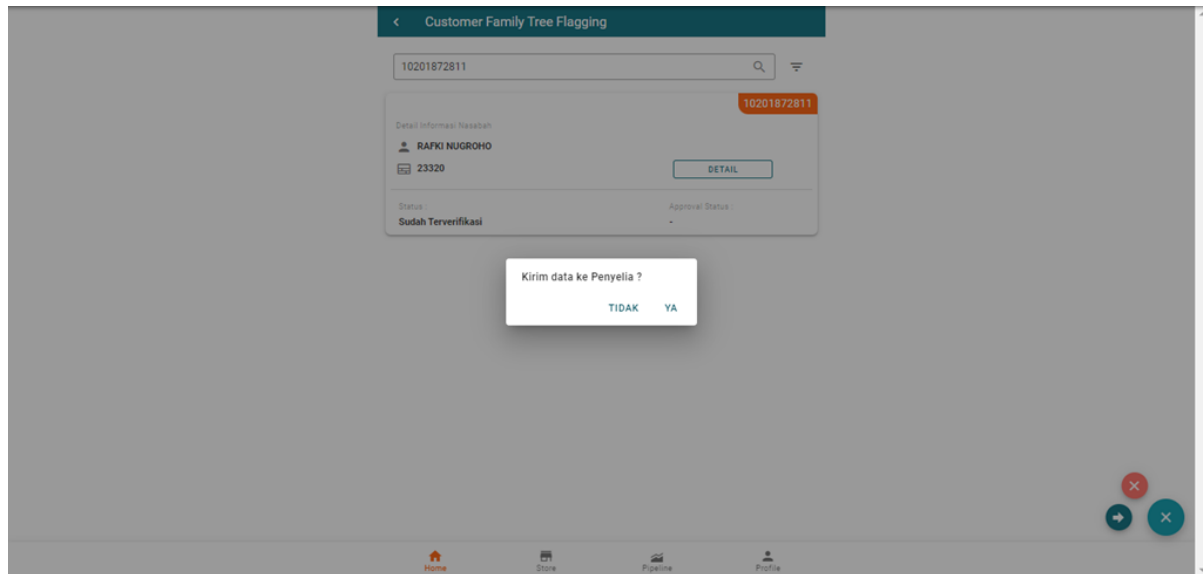 Customer Family Tree Flagging
10201872811
10201872811
Detail Informasi Nasabah
RAFKI NUGROHO
23320
DETAIL
Status :
Approval Status :
Sudah Terverifikasi
-
Kirim data ke Penyelia ?
TIDAK YA
Home Store Pipeline Profile